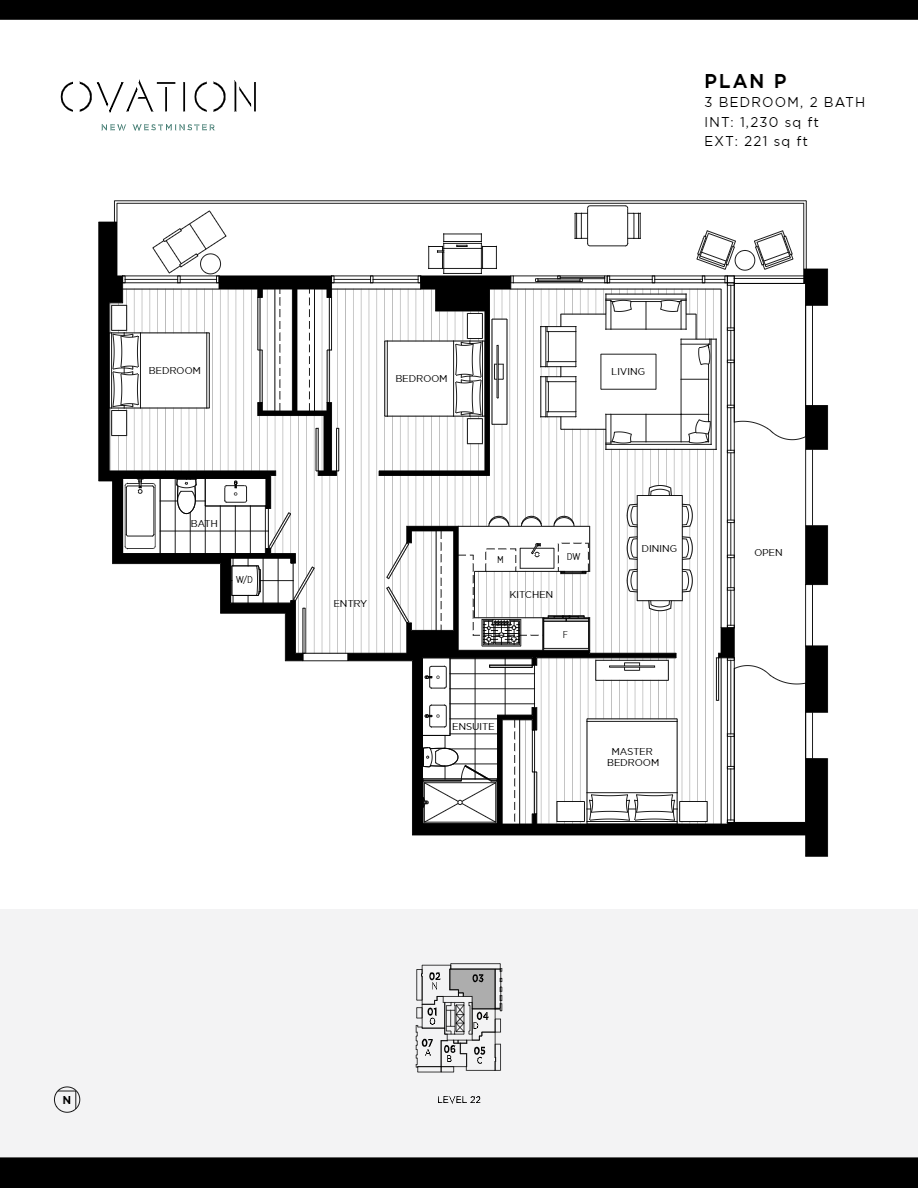 OVATION
NEW WESTMINSTER
PLAN P
3 BEDROOM, 2 BATH
INT: 1,230 sq ft
EXT: 221 sq ft
BEDROOM
BEDROOM
LIVING
BATH
W/D
ENTRY
M
DW
KITCHEN
F
DINING
OPEN
ENSUITE
MASTER
BEDROOM
02
N
03
01
O
04
D
07
A
06
B
05
C
LEVEL 22
N